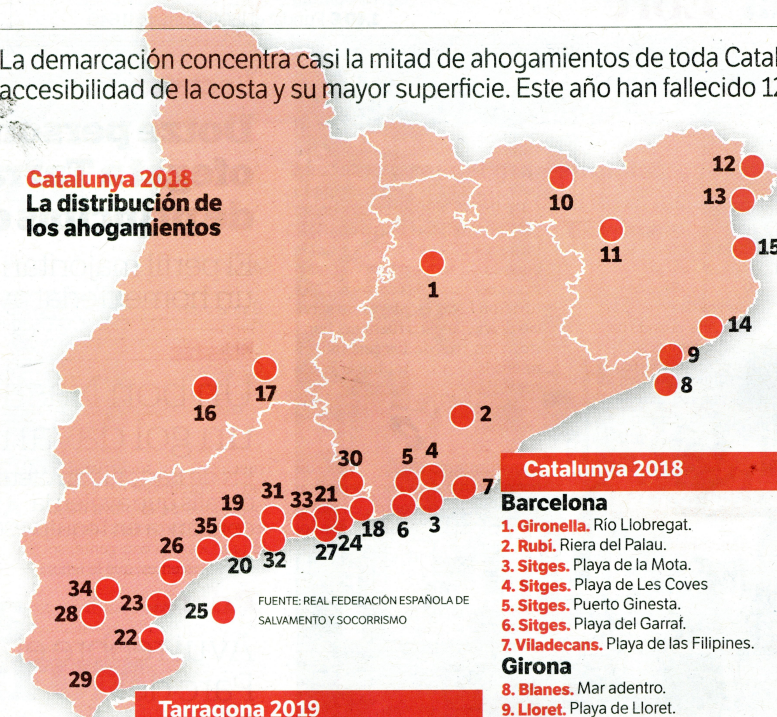 La demarcación concentra casi la mitad de ahogamientos de toda Catal
accesibilidad de la costa y su mayor superficie. Este año han fallecido 12
Catalunya 2018
La distribución de
los ahogamientos
12
13
10
11
15
1
14
9
8
17
16
2
30
5
4
7
31
33
21
19
35
18
6
3
24
27
32
20
26
34
28
23
25
22
29
FUENTE: REAL FEDERACIÓN ESPAÑOLA DE
SALVAMENTO Y SOCORRISMO
Catalunya 2018
Barcelona
1. Gironella. Río Llobregat.
2. Rubí. Riera del Palau.
3. Sitges. Playa de la Mota.
4. Sitges. Playa de Les Coves
5. Sitges. Puerto Ginesta.
6. Sitges. Playa del Garraf.
7. Viladecans. Playa de las Filipines.
Girona
8. Blanes. Mar adentro.
9. Lloret. Playa de Lloret.
Tarragona 2019